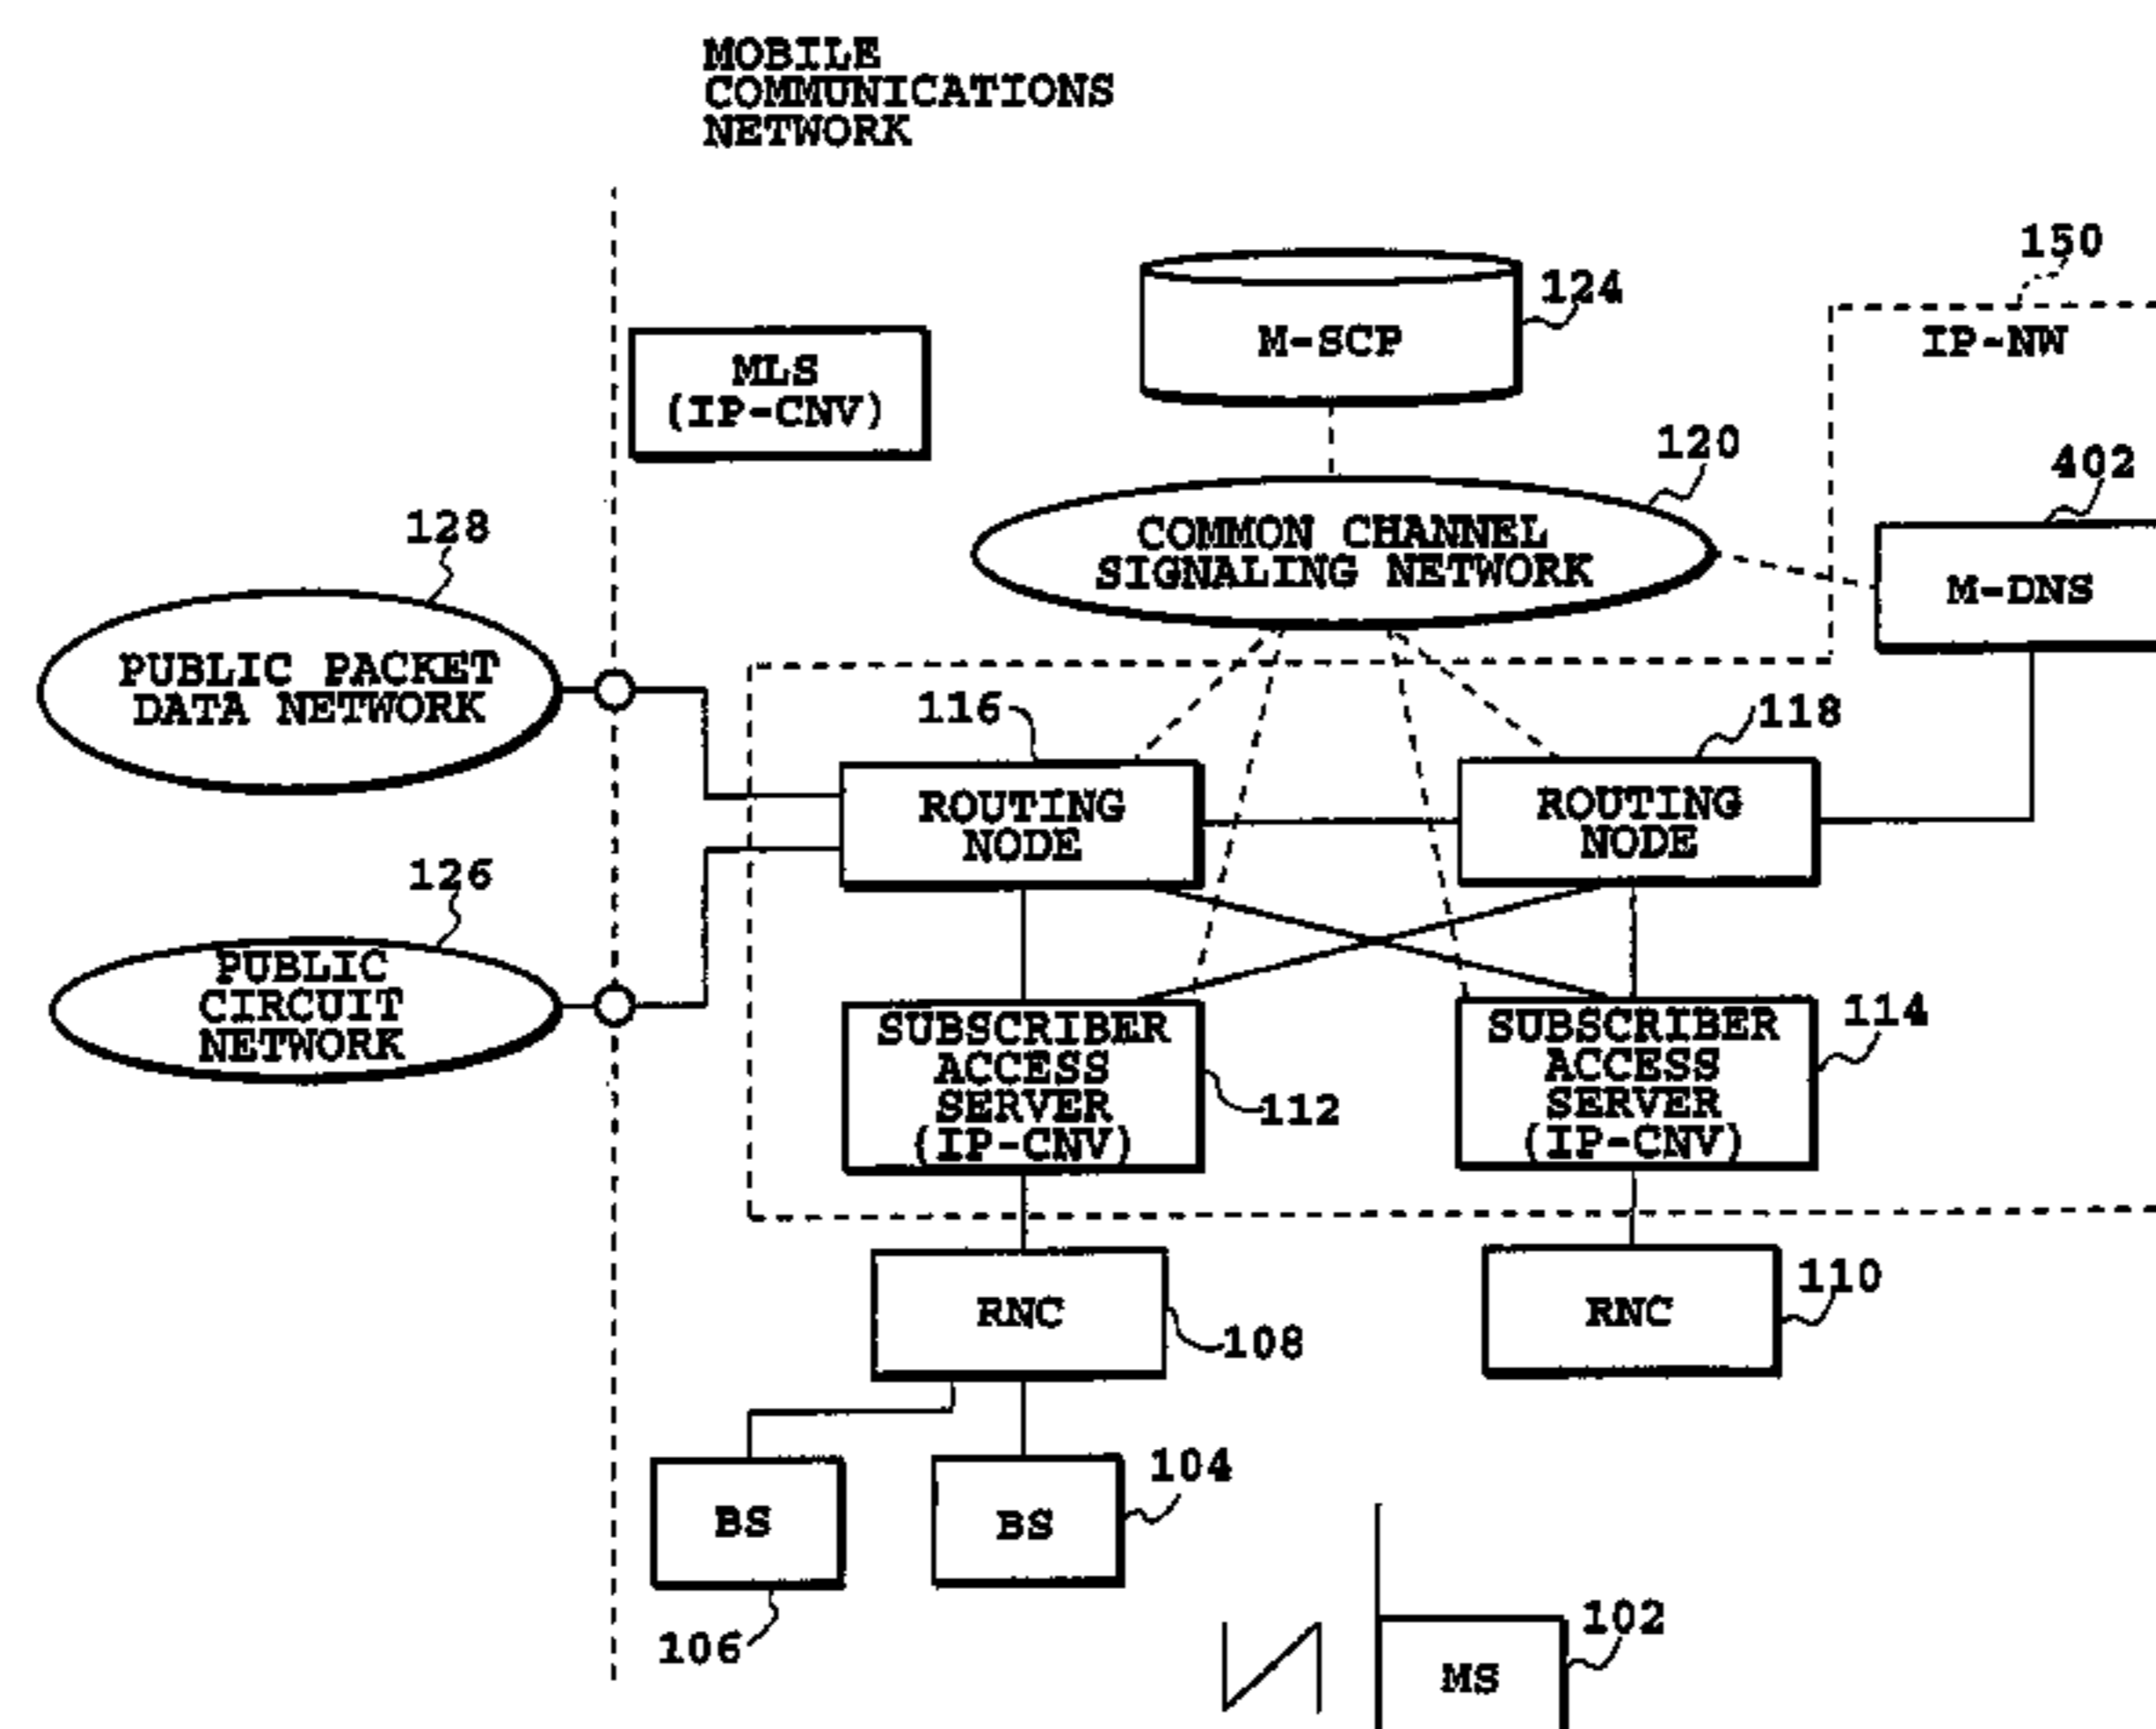 MOBILE
COMMUNICATIONS
NETWORK
150
124
M-SCP
IP-NW
MLS
(IP-CNV)
120
402
128
COMMON CHANNEL
SIGNALING NETWORK
M-DNS
PUBLIC PACKET
DATA NETWORK
116
118
ROUTING
NODE
ROUTING
NODE
126
PUBLIC
CIRCUIT
NETWORK
SUBSCRIBER
ACCESS
SERVER
(IP-CNV)
112
SUBSCRIBER
ACCESS
SERVER
(IP-CNV)
114
RNC
108
RNC
110
BS
106
BS
104
102
MS